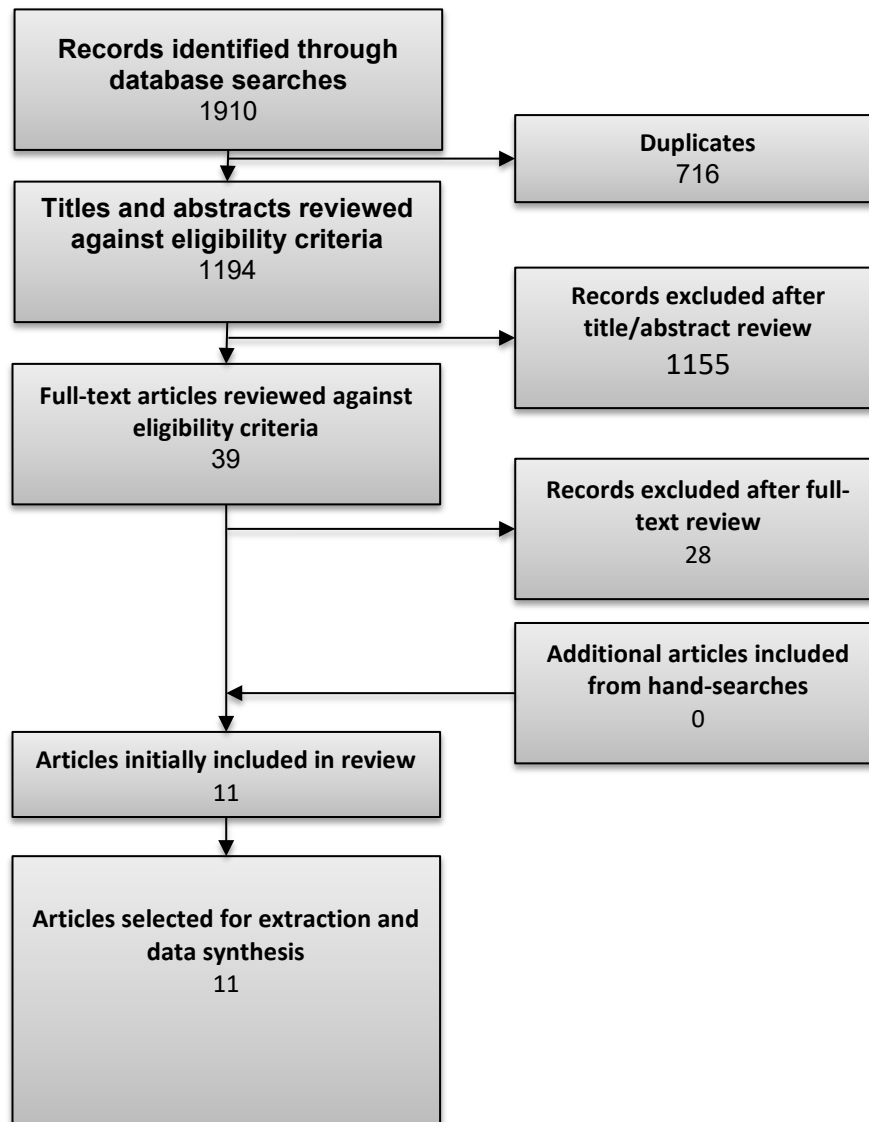 Records identified through
database searches
1910
Duplicates
716
Titles and abstracts reviewed
against eligibility criteria
1194
Records excluded after
title/abstract review
1155
Full-text articles reviewed against
eligibility criteria
39
Records excluded after full-
text review
28
Additional articles included
from hand-searches
0
Articles initially included in review
11
Articles selected for extraction and
data synthesis
11